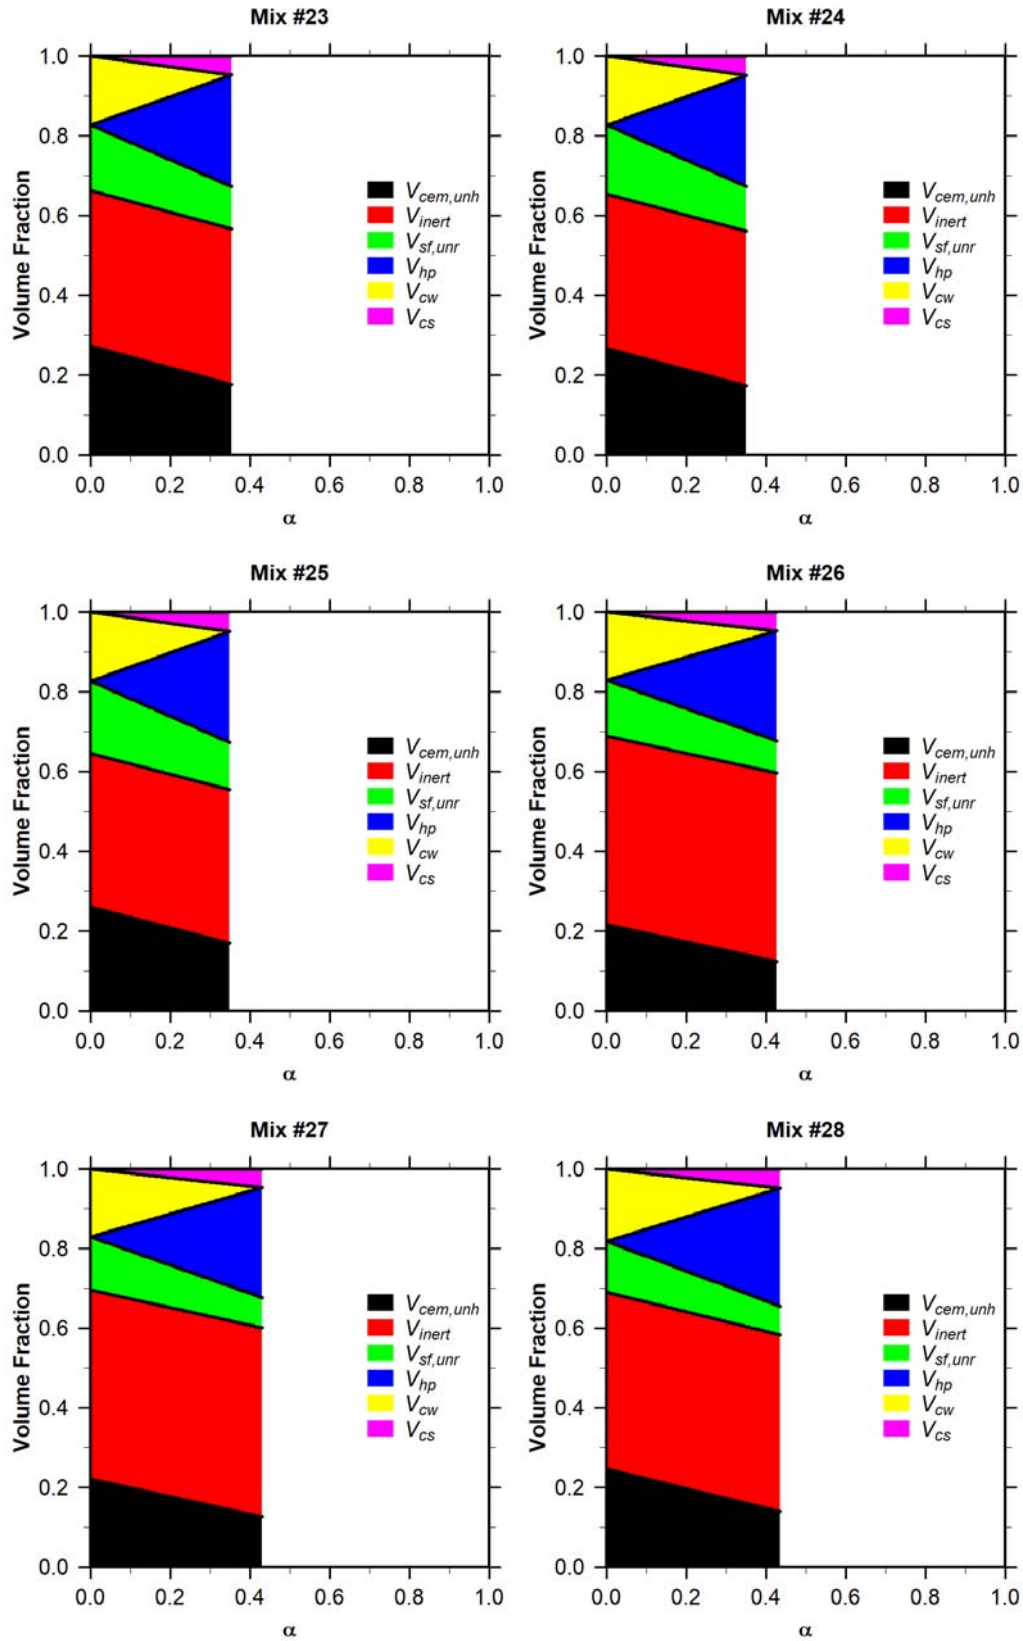 Mix #23
Volume Fraction
1.0
0.8
0.6
0.4
0.2
0.0
V_cem,unh
V_inert
V_sf,unr
V_hp
V_cw
V_cs
0.0 0.2 0.4 0.6 0.8 1.0
α
Mix #24
Volume Fraction
1.0
0.8
0.6
0.4
0.2
0.0
V_cem,unh
V_inert
V_sf,unr
V_hp
V_cw
V_cs
0.0 0.2 0.4 0.6 0.8 1.0
α
Mix #25
Volume Fraction
1.0
0.8
0.6
0.4
0.2
0.0
V_cem,unh
V_inert
V_sf,unr
V_hp
V_cw
V_cs
0.0 0.2 0.4 0.6 0.8 1.0
α
Mix #26
Volume Fraction
1.0
0.8
0.6
0.4
0.2
0.0
V_cem,unh
V_inert
V_sf,unr
V_hp
V_cw
V_cs
0.0 0.2 0.4 0.6 0.8 1.0
α
Mix #27
Volume Fraction
1.0
0.8
0.6
0.4
0.2
0.0
V_cem,unh
V_inert
V_sf,unr
V_hp
V_cw
V_cs
0.0 0.2 0.4 0.6 0.8 1.0
α
Mix #28
Volume Fraction
1.0
0.8
0.6
0.4
0.2
0.0
V_cem,unh
V_inert
V_sf,unr
V_hp
V_cw
V_cs
0.0 0.2 0.4 0.6 0.8 1.0
α